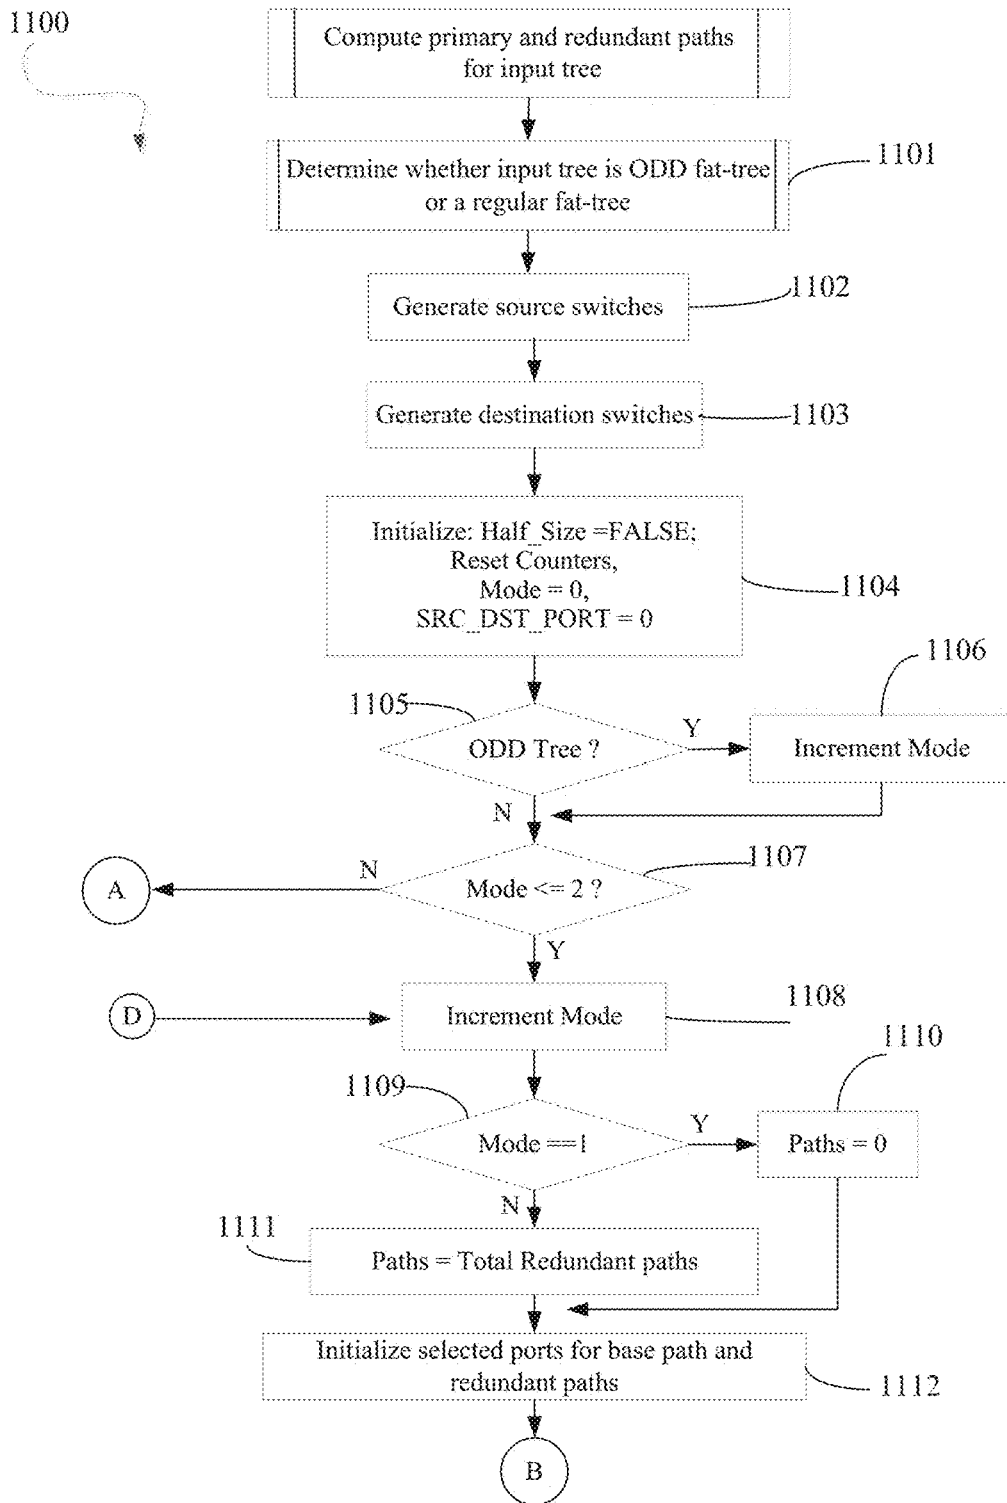 1100
Compute primary and redundant paths
for input tree
Determine whether input tree is ODD fat-tree
or a regular fat-tree
1101
Generate source switches
1102
Generate destination switches
1103
Initialize: Half_Size =FALSE;
Reset Counters,
Mode = 0,
SRC_DST_PORT = 0
1104
1105
ODD Tree ?
Y
1106
Increment Mode
N
1107
Mode <= 2 ?
N
A
Y
D
Increment Mode
1108
1109
Mode ==1
Y
1110
Paths = 0
N
1111
Paths = Total Redundant paths
Initialize selected ports for base path and
redundant paths
1112
B